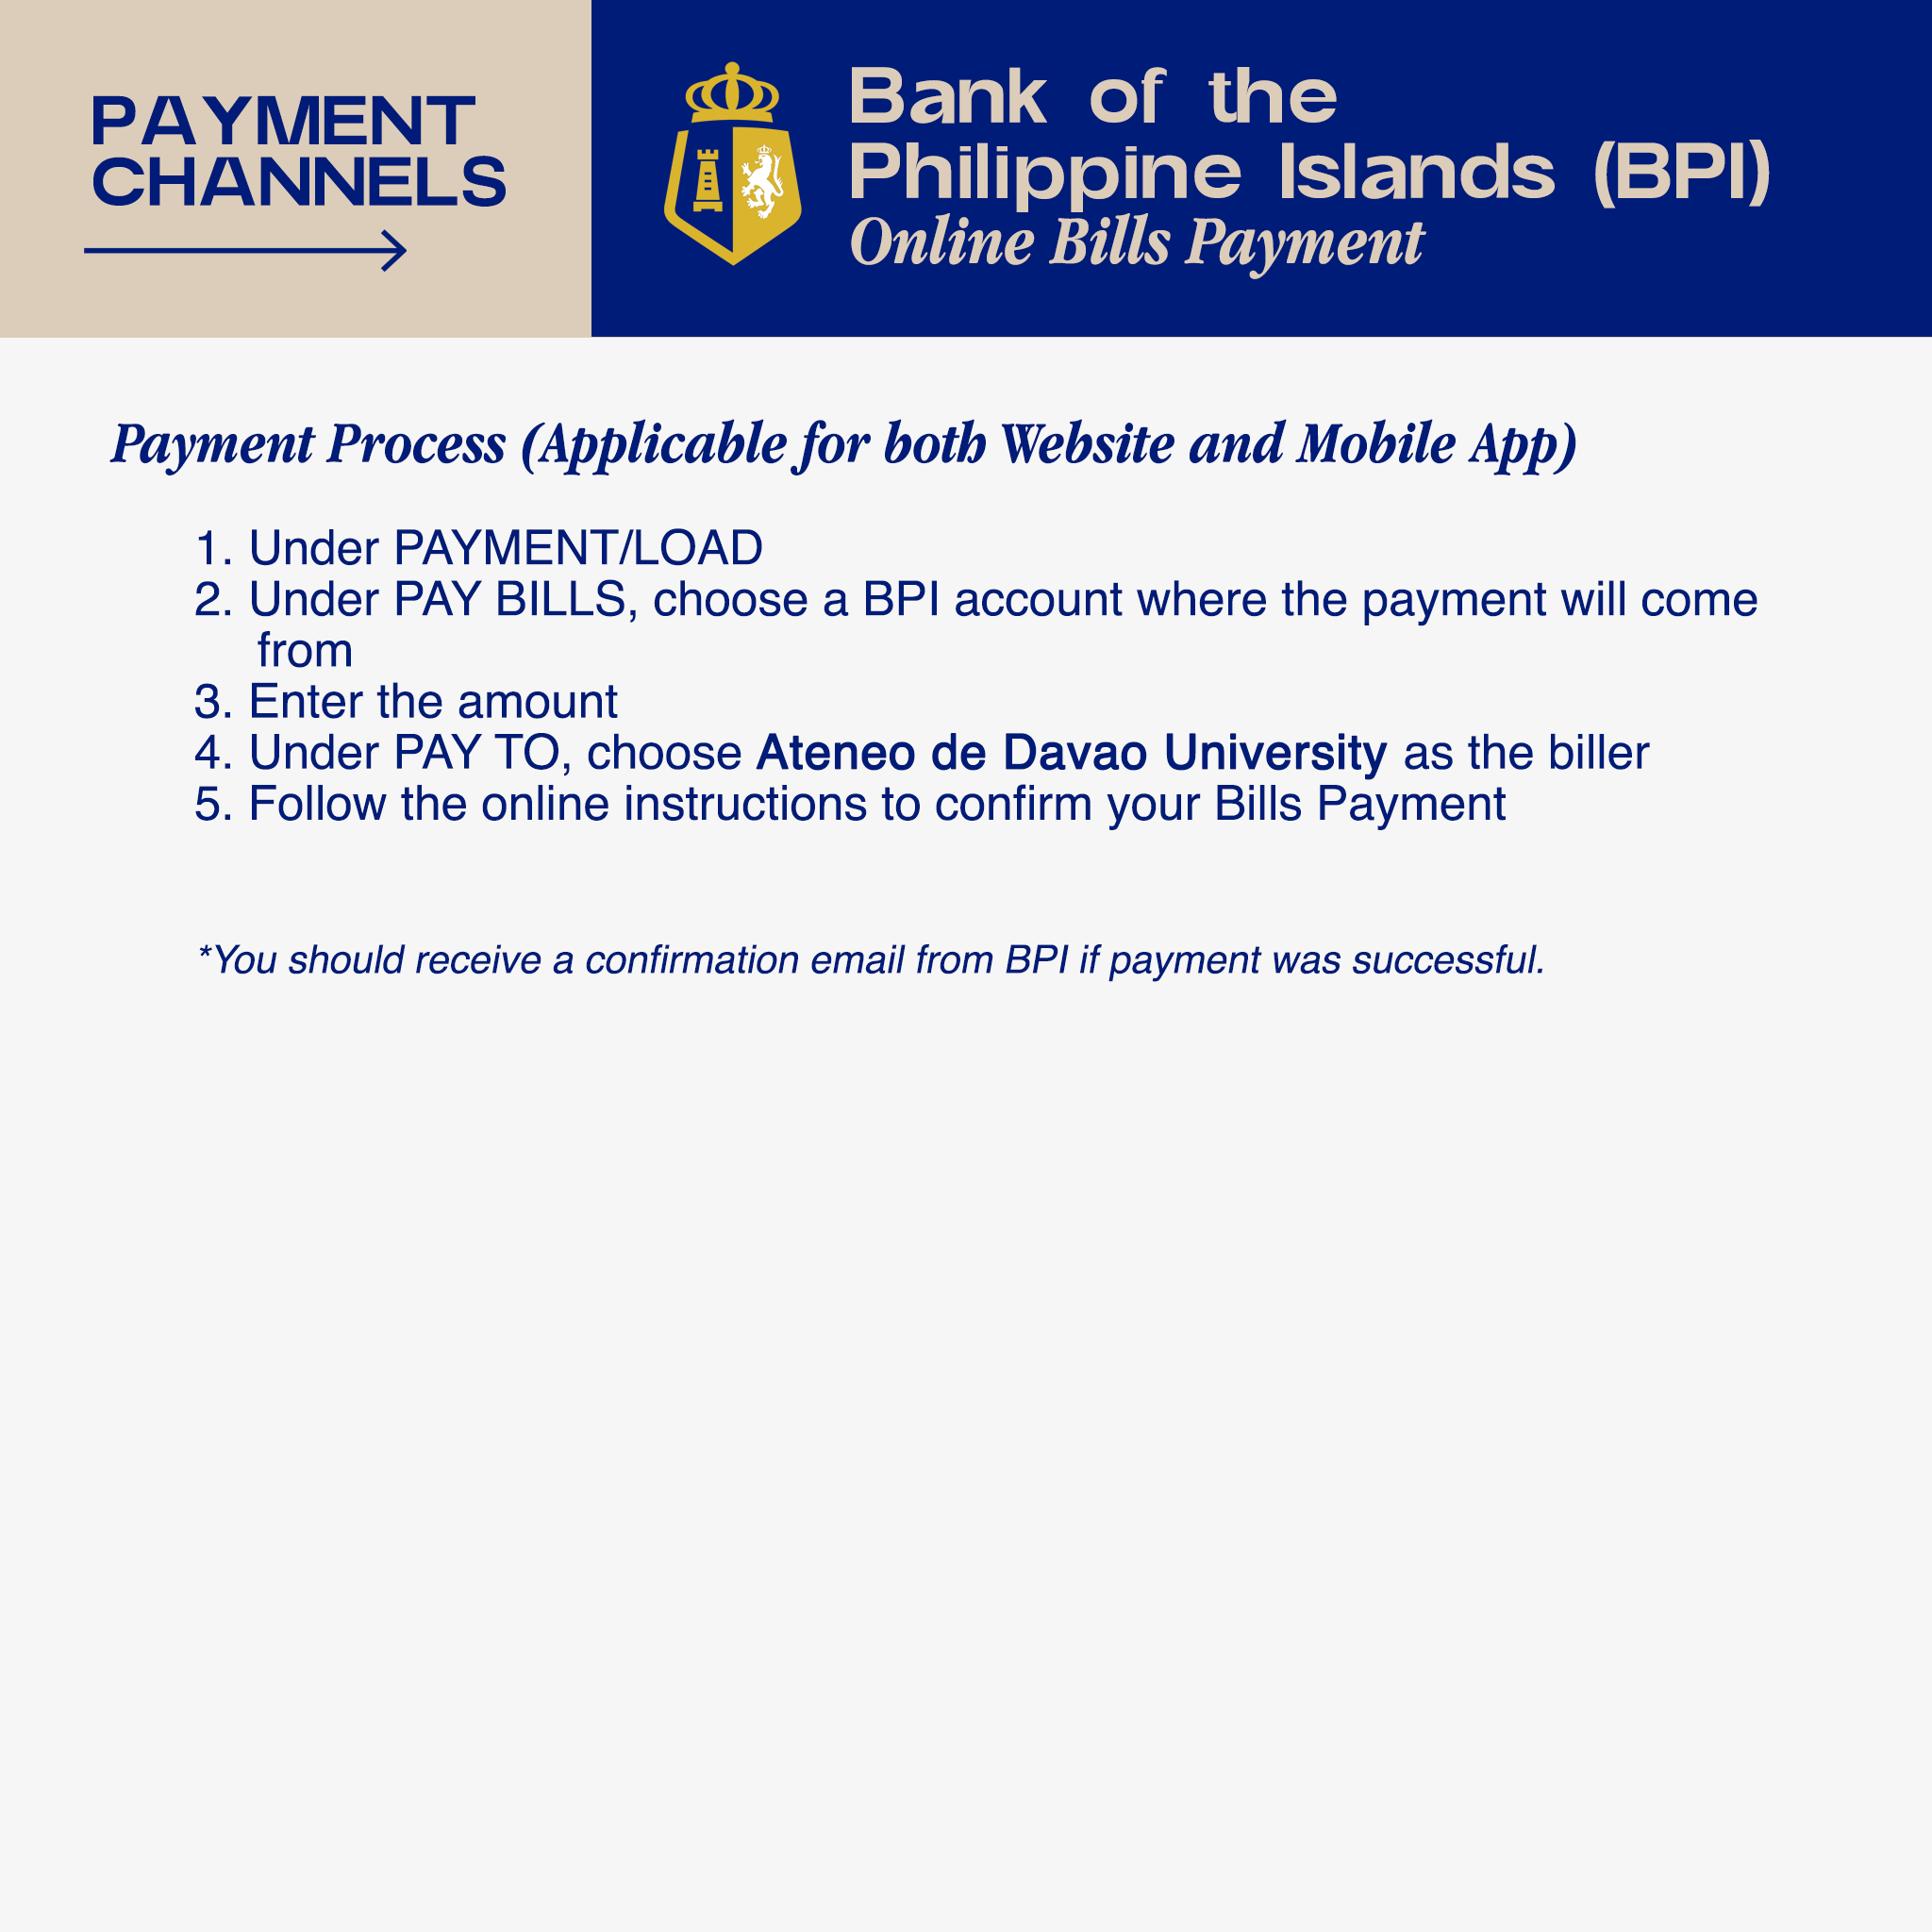 PAYMENT
CHANNELS
Bank of the
Philippine Islands (BPI)
Online Bills Payment
Payment Process (Applicable for both Website and Mobile App)
1. Under PAYMENT/LOAD
2. Under PAY BILLS, choose a BPI account where the payment will come
from
3. Enter the amount
4. Under PAY TO, choose Ateneo de Davao University as the biller
5. Follow the online instructions to confirm your Bills Payment
*You should receive a confirmation email from BPI if payment was successful.